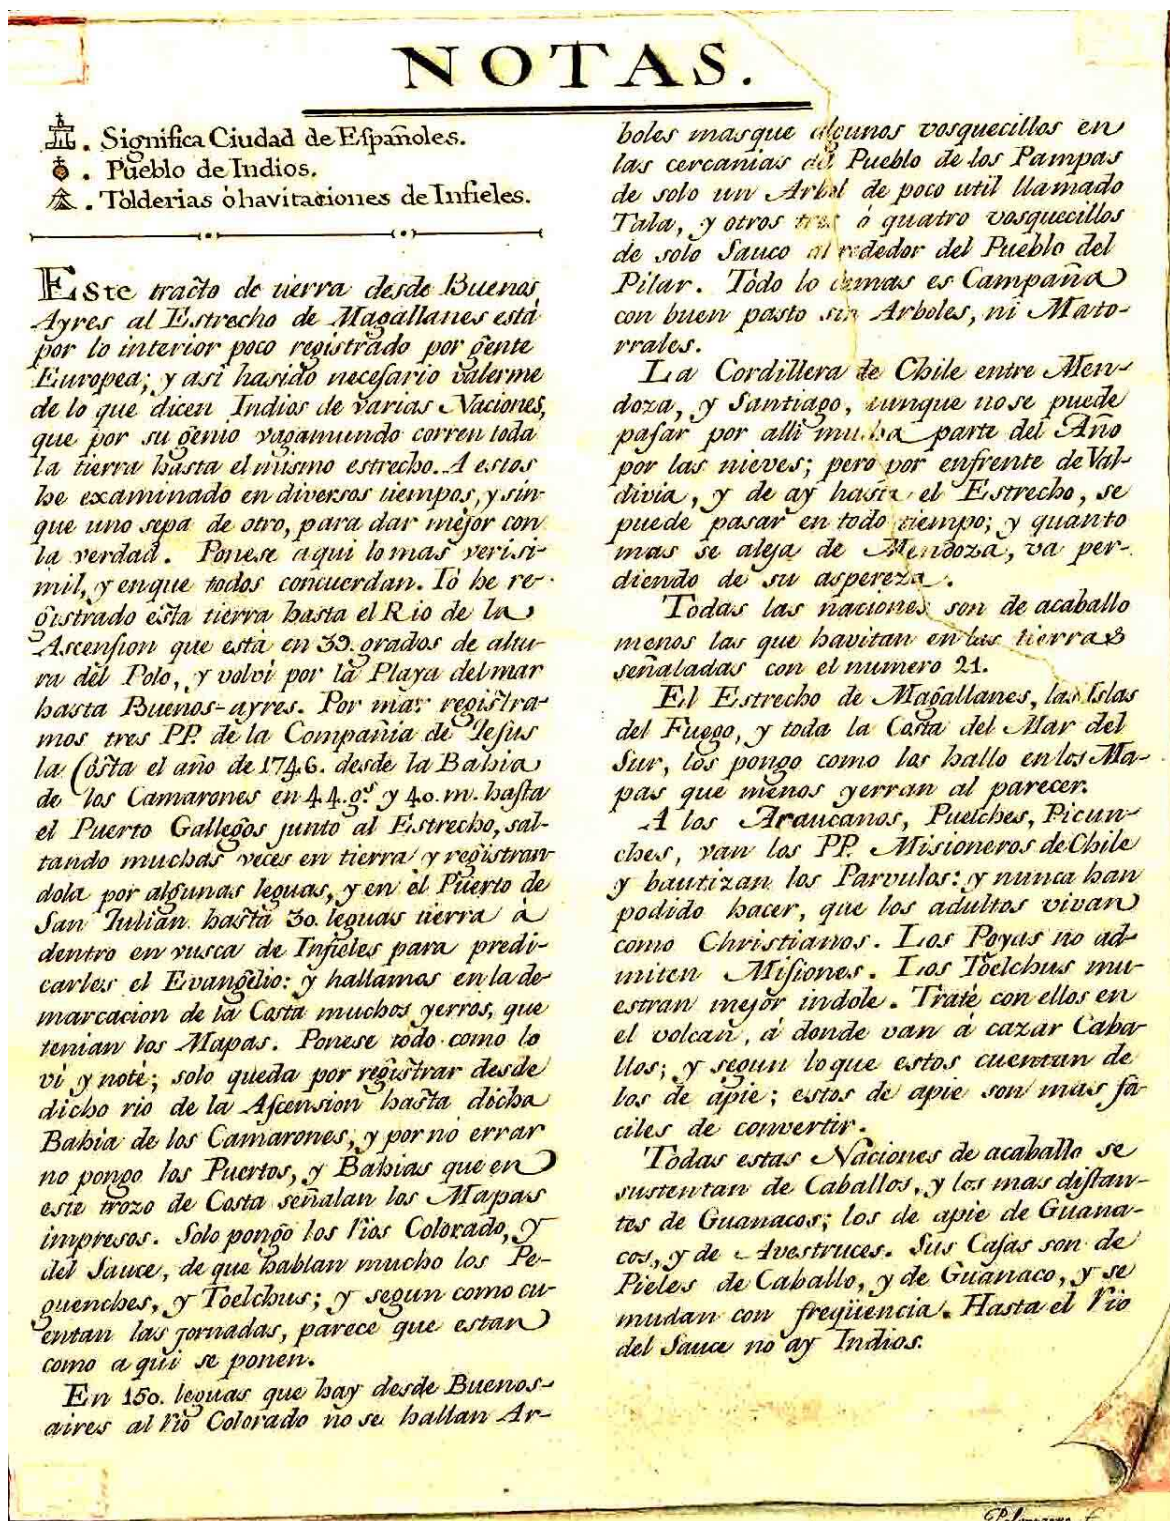 NOTAS.
. Significa Ciudad de Españoles.
. Pueblo de Indios.
. Tolderias ò havitaciones de Infieles.
Este tracto de tierra desde Buenos
Ayres al Estrecho de Magallanes está
por lo interior poco registrado por gente
Europea; y asi ha sido necesario valerme
de lo que dicen Indios de varias Naciones,
que por su genio vagamundo corren toda
la tierra hasta el mismo estrecho. A estos
he examinado en diversos tiempos, y sin-
que uno sepa de otro, para dar mejor con
la verdad. Ponese aqui lo mas verisi-
mil, y en que todos concuerdan. Io he re-
gistrado esta tierra hasta el Rio de la
Ascension que està en 39. grados de altu-
ra del Polo, y volvi por la Playa del mar
hasta Buenos-ayres. Por mar registra-
mos tres PP. de la Compañia de Jesus
la Costa el año de 1746. desde la Bahia
de los Camarones en 44. g.s y 40. m. hasta
el Puerto Gallegos junto al Estrecho, sal-
tando muchas veces en tierra y registran-
dola por algunas leguas, y en el Puerto de
San Julian hasta 30. leguas tierra à
dentro en vusca de Infieles para predi-
carles el Evangelio: y hallamos en la de-
marcacion de la Costa muchos yerros, que
tenian los Mapas. Ponese todo como lo
vi y notè; solo queda por registrar desde
dicho rio de la Ascension hasta dicha
Bahia de los Camarones, y por nò errar
no pongo los Puertos, y Bahias que en
este trozo de Costa señalan los Mapas
impresos. Solo pongo los rios Colorado, y
del Sauce, de que hablan mucho los Pe-
guenches, y Toelchus; y segun como cu-
entan las jornadas, parece que estan
como aqui se ponen.
En 150. leguas que hay desde Buenos-
aires al rio Colorado no se hallan Ar-
boles mas que algunos vosquecillos en
las cercanias del Pueblo de los Pampas
de solo un Arbol de poco util llamado
Tala, y otros tres ò quatro vosquecillos
de solo Sauco al rededor del Pueblo del
Pilar. Todo lo demas es Campaña
con buen pasto sin Arboles, ni Mato-
rrales.
La Cordillera de Chile entre Men-
doza, y Santiago, aunque no se puede
pasar por alli mucha parte del Año
por las nieves; pero por enfrente de Val-
divia, y de ay hasta el Estrecho, se
puede pasar en todo tiempo; y quanto
mas se aleja de Mendoza, va per-
diendo de su aspereza.
Todas las naciones son de acaballo
menos las que havitan en las tierras
señaladas con el numero 21.
El Estrecho de Magallanes, las Islas
del Fuego, y toda la Costa del Mar del
Sur, los pongo como los hallo en los Ma-
pas que menos yerran al parecer.
A los Araucanos, Puelches, Picun-
ches, van los PP. Misioneros de Chile
y bautizan los Parvulos: y nunca han
podido hacer, que los adultos vivan
como Christianos. Los Poyas no ad-
miten Misiones. Los Toelchus mu-
estran mejor indole. Traté con ellos en
el volcan, à donde van à cazar Caba-
llos; y segun lo que estos cuentan de
los de apie; estos de apie son mas fá-
ciles de convertir.
Todas estas Naciones de acaballo se
sustentan de Caballos, y los mas distan-
tes de Guanacos; los de apie de Guana-
cos, y de Avestruces. Sus Casas son de
Pieles de Caballo, y de Guanaco, y se
mudan con freqüencia. Hasta el rio
del Sauce no ay Indios.